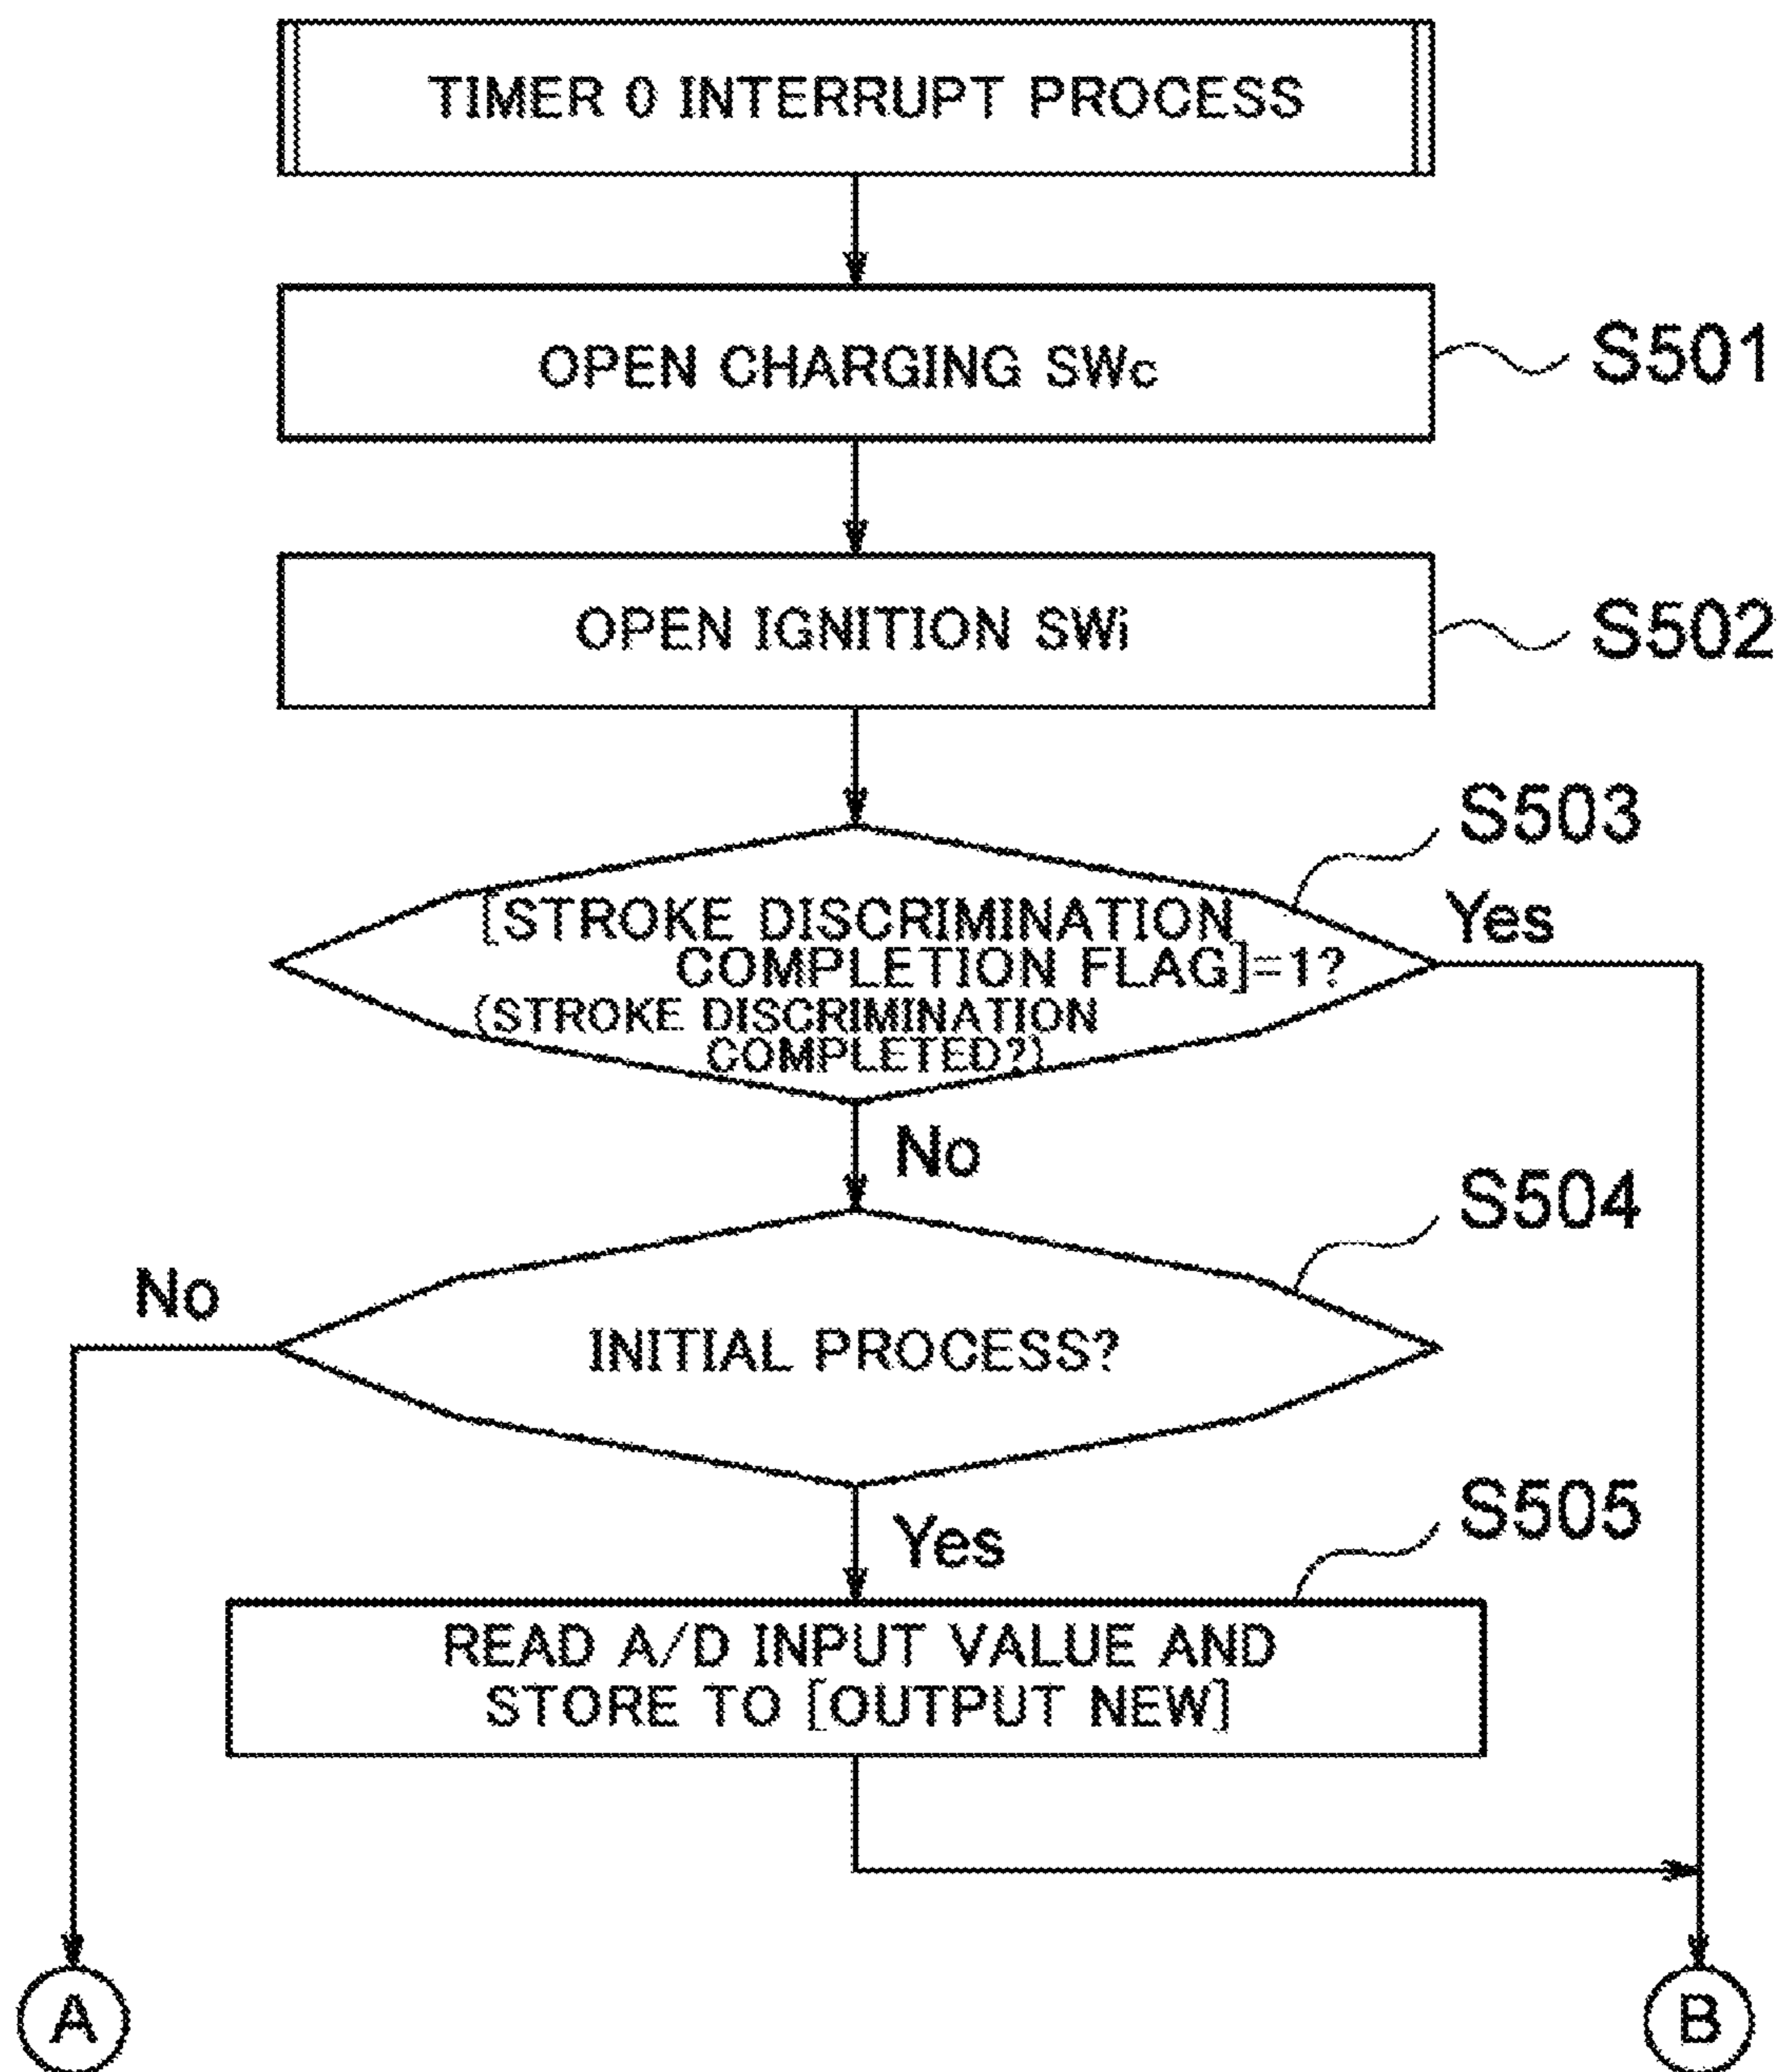 TIMER 0 INTERRUPT PROCESS
OPEN CHARGING SWc
S501
OPEN IGNITION SWi
S502
S503
[STROKE DISCRIMINATION
COMPLETION FLAG]=1?
(STROKE DISCRIMINATION
COMPLETED?)
Yes
No
S504
No
INITIAL PROCESS?
Yes
S505
READ A/D INPUT VALUE AND
STORE TO [OUTPUT NEW]
A
B